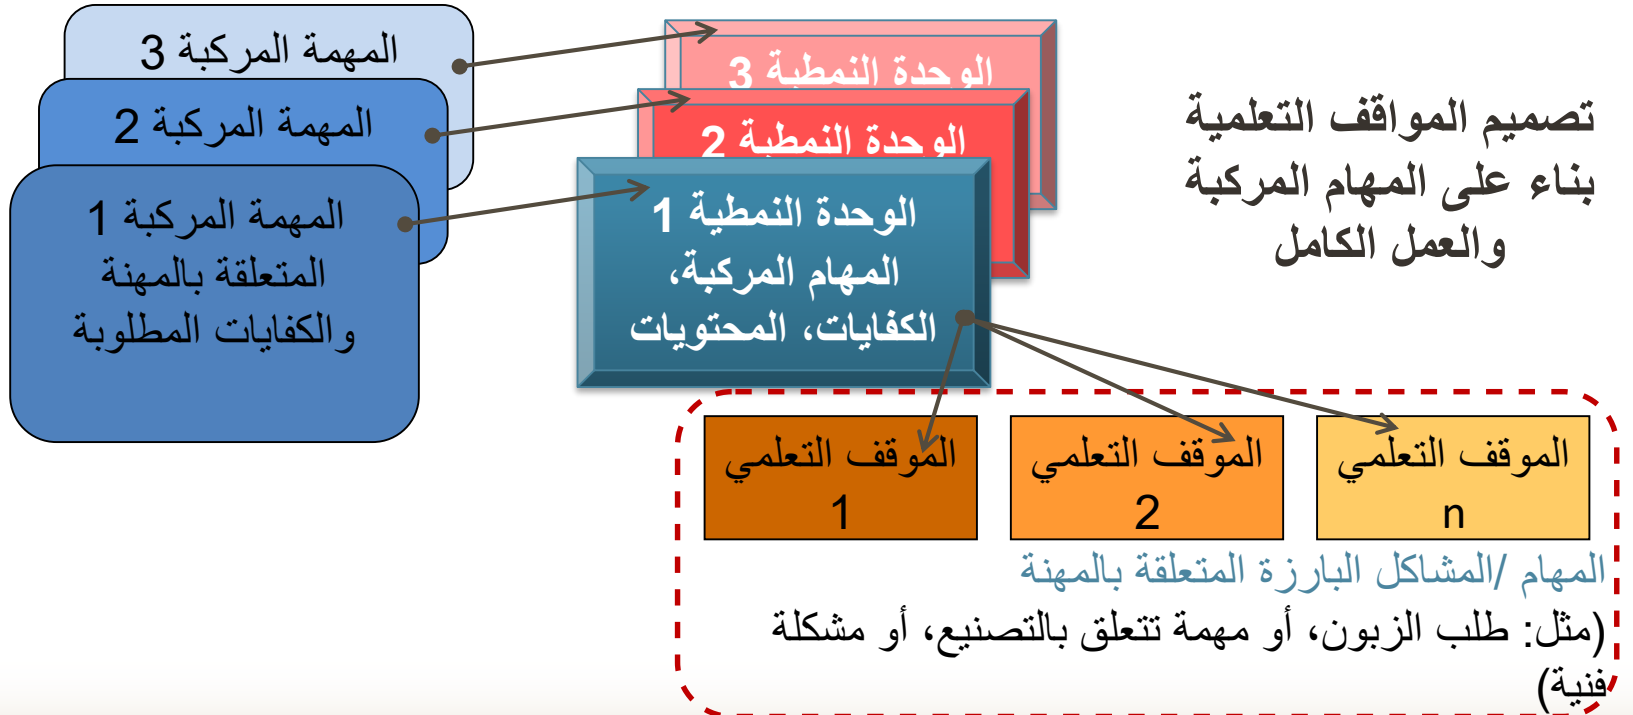 المهمة المركبة 3
المهمة المركبة 2
المهمة المركبة 1
المتعلقة بالمهنة
والكفايات المطلوبة
الوحدة النمطية 3
الوحدة النمطية 2
الوحدة النمطية 1
المهام المركبة،
الكفايات، المحتويات
تصميم المواقف التعلمية
بناء على المهام المركبة
والعمل الكامل
الموقف التعلمي
1
الموقف التعلمي
2
الموقف التعلمي
n
المهام /المشاكل البارزة المتعلقة بالمهنة
(مثل: طلب الزبون، أو مهمة تتعلق بالتصنيع، أو مشكلة
فنية)